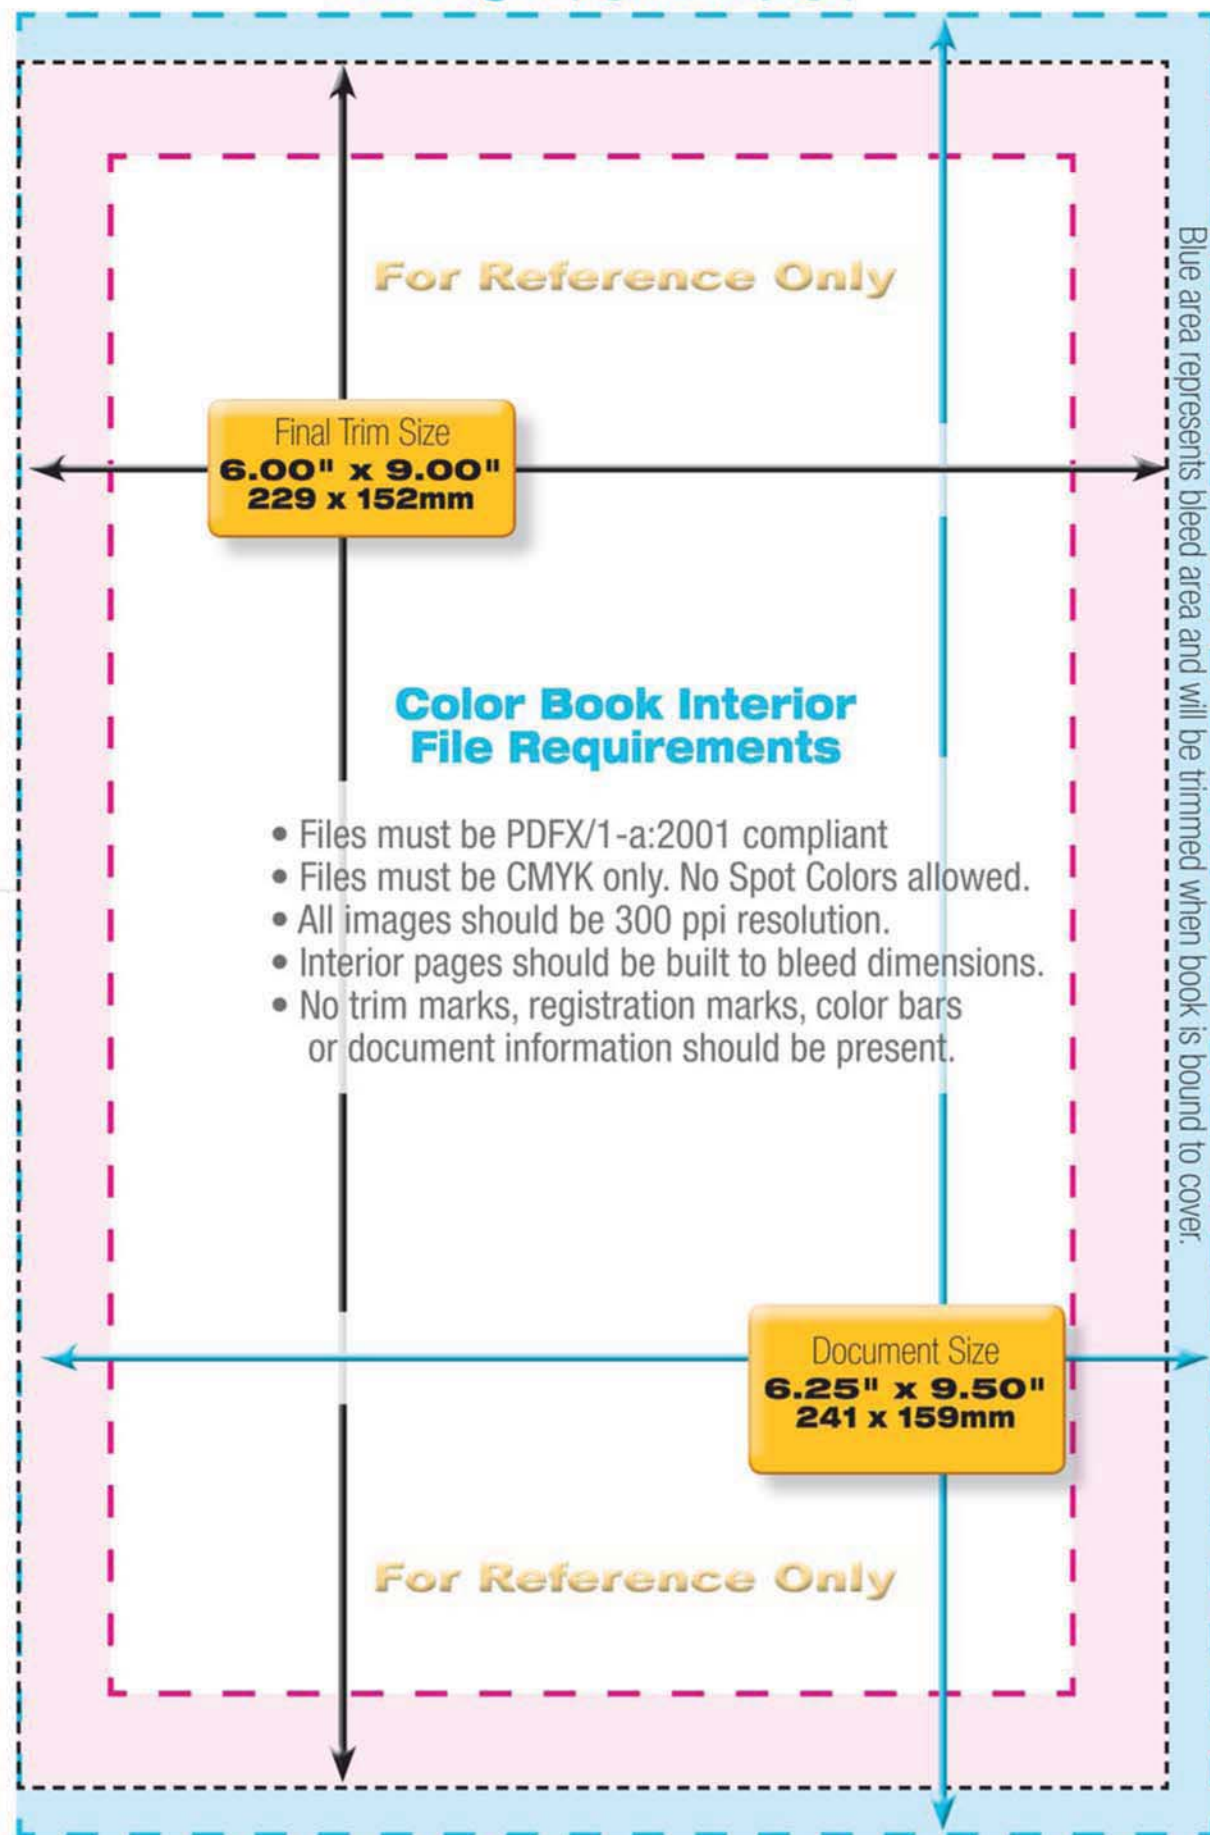 For Reference Only
Final Trim Size
6.00" x 9.00"
229 x 152mm
Color Book Interior
File Requirements
• Files must be PDFX/1-a:2001 compliant
• Files must be CMYK only. No Spot Colors allowed.
• All images should be 300 ppi resolution.
• Interior pages should be built to bleed dimensions.
• No trim marks, registration marks, color bars
or document information should be present.
Document Size
6.25" x 9.50"
241 x 159mm
For Reference Only
Blue area represents bleed area and will be trimmed when book is bound to cover.